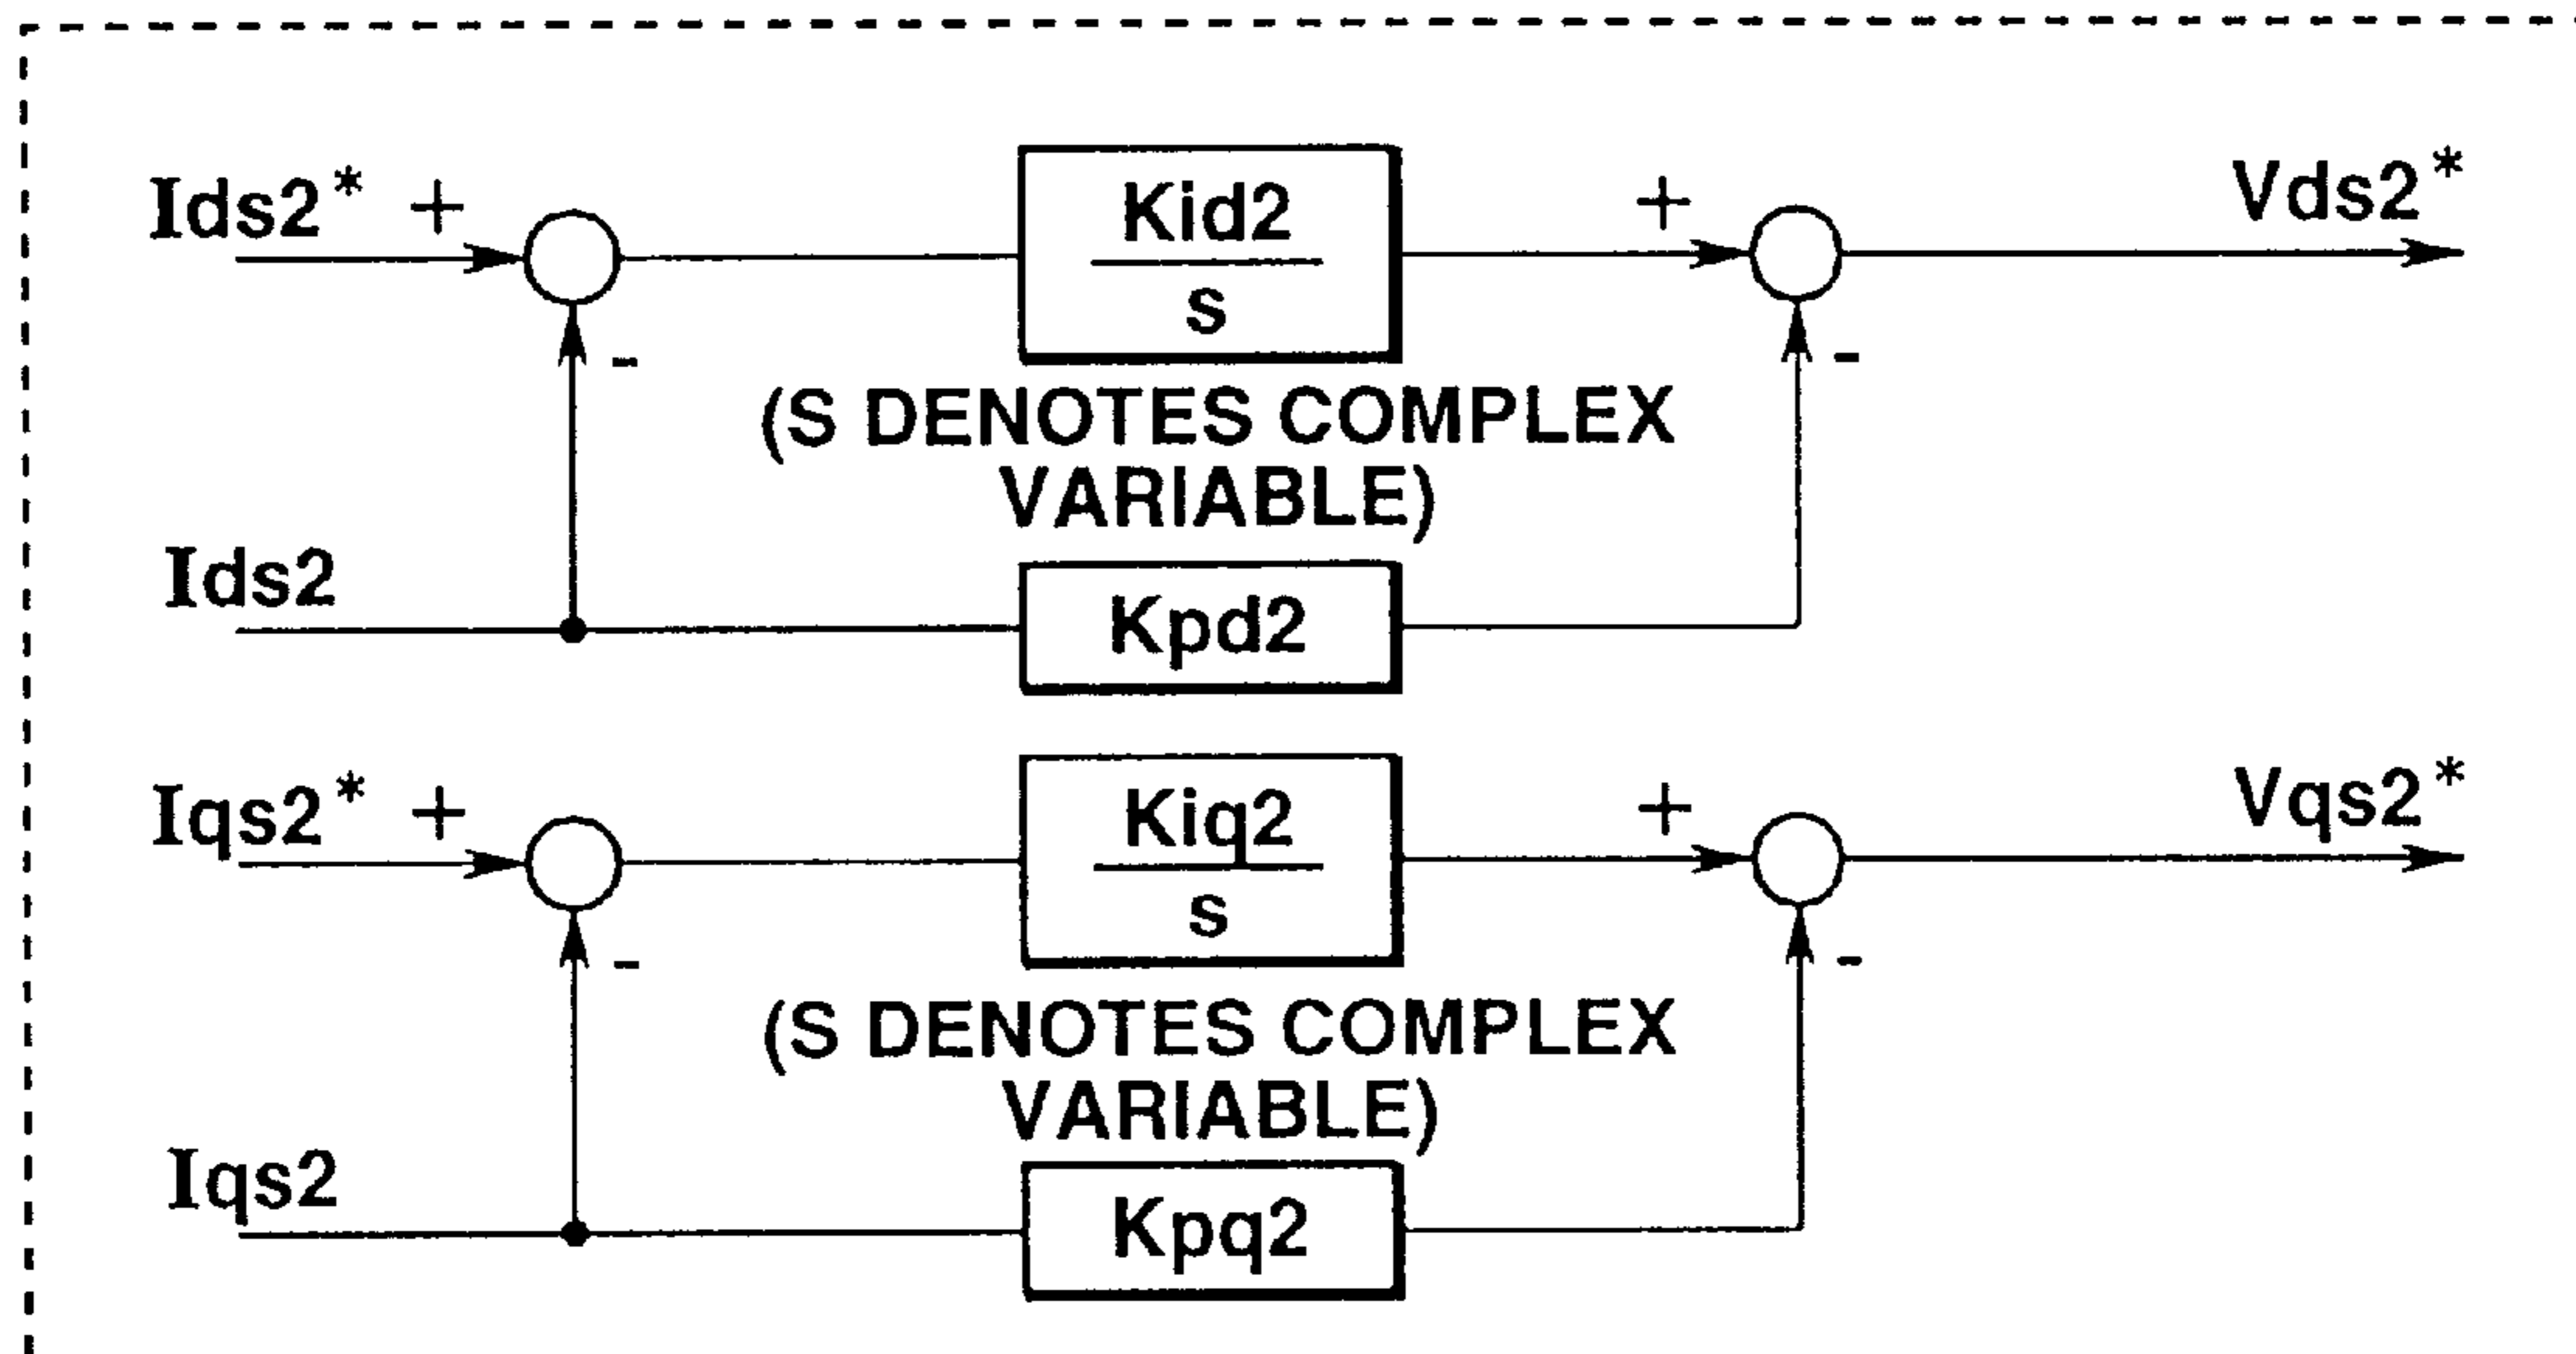 Ids2* +
Kid2
s
+
Vds2*
-
-
(S DENOTES COMPLEX
VARIABLE)
Ids2
Kpd2
Iqs2* +
Kiq2
s
+
Vqs2*
-
-
(S DENOTES COMPLEX
VARIABLE)
Iqs2
Kpq2